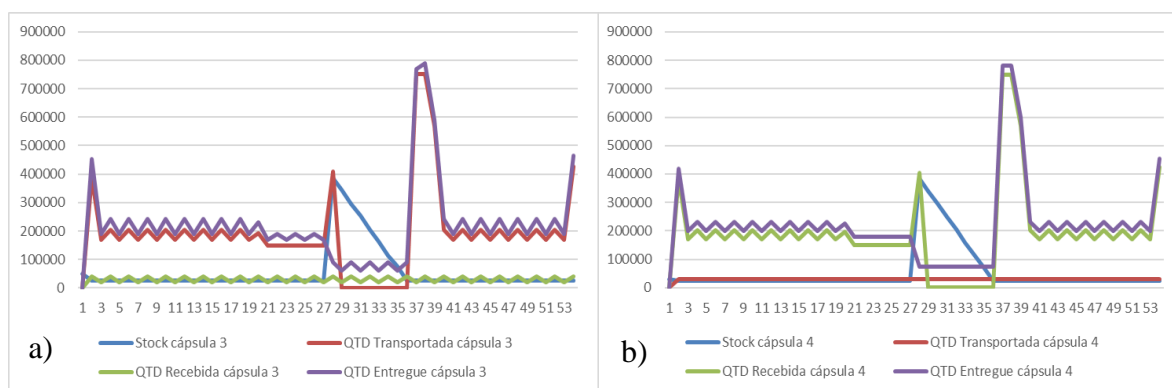 900000
800000
700000
600000
500000
400000
300000
200000
100000
0
1 3 5 7 9 11 13 15 17 19 21 23 25 27 29 31 33 35 37 39 41 43 45 47 49 51 53
Stock cápsula 3 QTD Transportada cápsula 3
QTD Recebida cápsula 3 QTD Entregue cápsula 3
a)
900000
800000
700000
600000
500000
400000
300000
200000
100000
0
1 3 5 7 9 11 13 15 17 19 21 23 25 27 29 31 33 35 37 39 41 43 45 47 49 51 53
Stock cápsula 4 QTD Transportada cápsula 4
QTD Recebida cápsula 4 QTD Entregue cápsula 4
b)